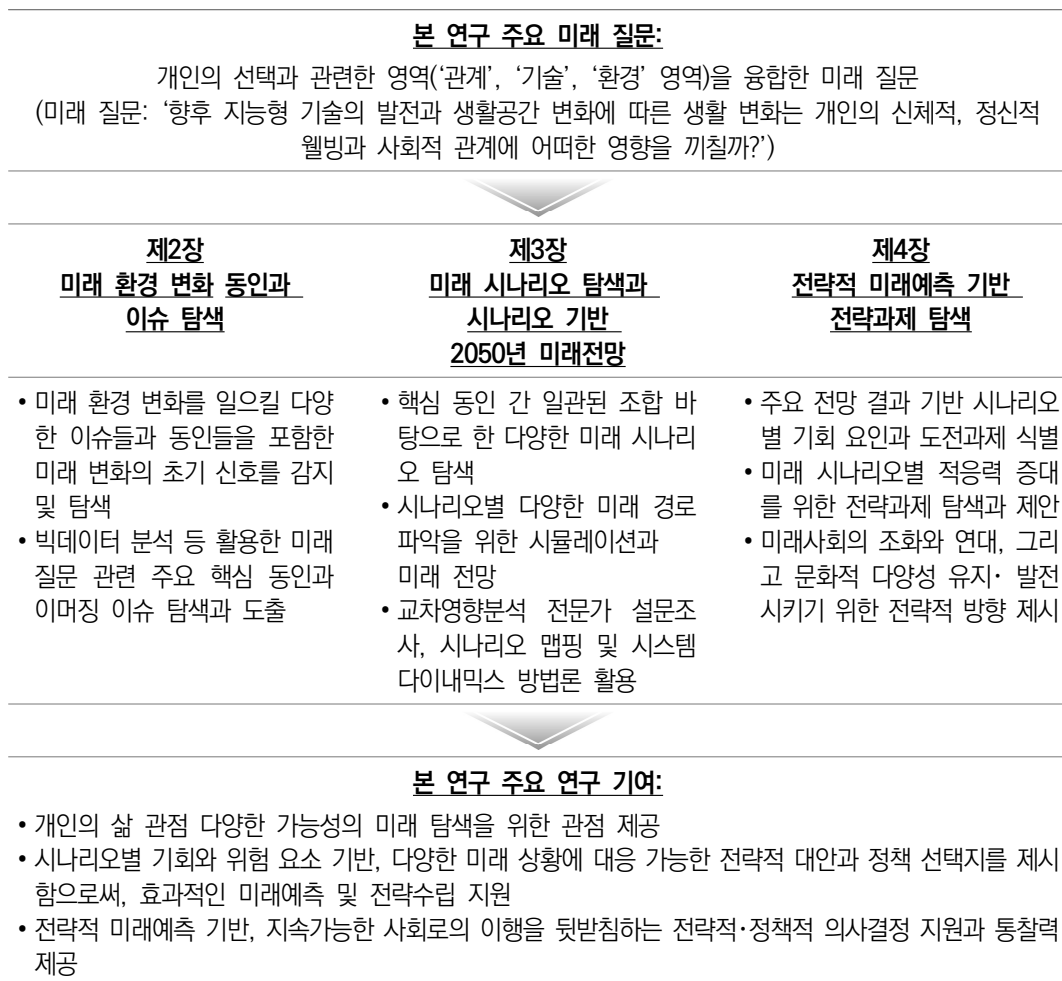 본 연구 주요 미래 질문:
개인의 선택과 관련한 영역(‘관계’, ‘기술’, ‘환경’ 영역)을 융합한 미래 질문
(미래 질문: ‘향후 지능형 기술의 발전과 생활공간 변화에 따른 생활 변화는 개인의 신체적, 정신적
웰빙과 사회적 관계에 어떠한 영향을 끼칠까?’)
제2장
미래 환경 변화 동인과
이슈 탐색
• 미래 환경 변화를 일으킬 다양
한 이슈들과 동인들을 포함한
미래 변화의 초기 신호를 감지
및 탐색
• 빅데이터 분석 등 활용한 미래
질문 관련 주요 핵심 동인과
이머징 이슈 탐색과 도출
제3장
미래 시나리오 탐색과
시나리오 기반
2050년 미래전망
• 핵심 동인 간 일관된 조합 바
탕으로 한 다양한 미래 시나리
오 탐색
• 시나리오별 다양한 미래 경로
파악을 위한 시뮬레이션과
미래 전망
• 교차영향분석 전문가 설문조
사, 시나리오 맵핑 및 시스템
다이내믹스 방법론 활용
제4장
전략적 미래예측 기반
전략과제 탐색
• 주요 전망 결과 기반 시나리오
별 기회 요인과 도전과제 식별
• 미래 시나리오별 적응력 증대
를 위한 전략과제 탐색과 제안
• 미래사회의 조화와 연대, 그리
고 문화적 다양성 유지· 발전
시키기 위한 전략적 방향 제시
본 연구 주요 연구 기여:
• 개인의 삶 관점 다양한 가능성의 미래 탐색을 위한 관점 제공
• 시나리오별 기회와 위험 요소 기반, 다양한 미래 상황에 대응 가능한 전략적 대안과 정책 선택지를 제시
함으로써, 효과적인 미래예측 및 전략수립 지원
• 전략적 미래예측 기반, 지속가능한 사회로의 이행을 뒷받침하는 전략적·정책적 의사결정 지원과 통찰력
제공